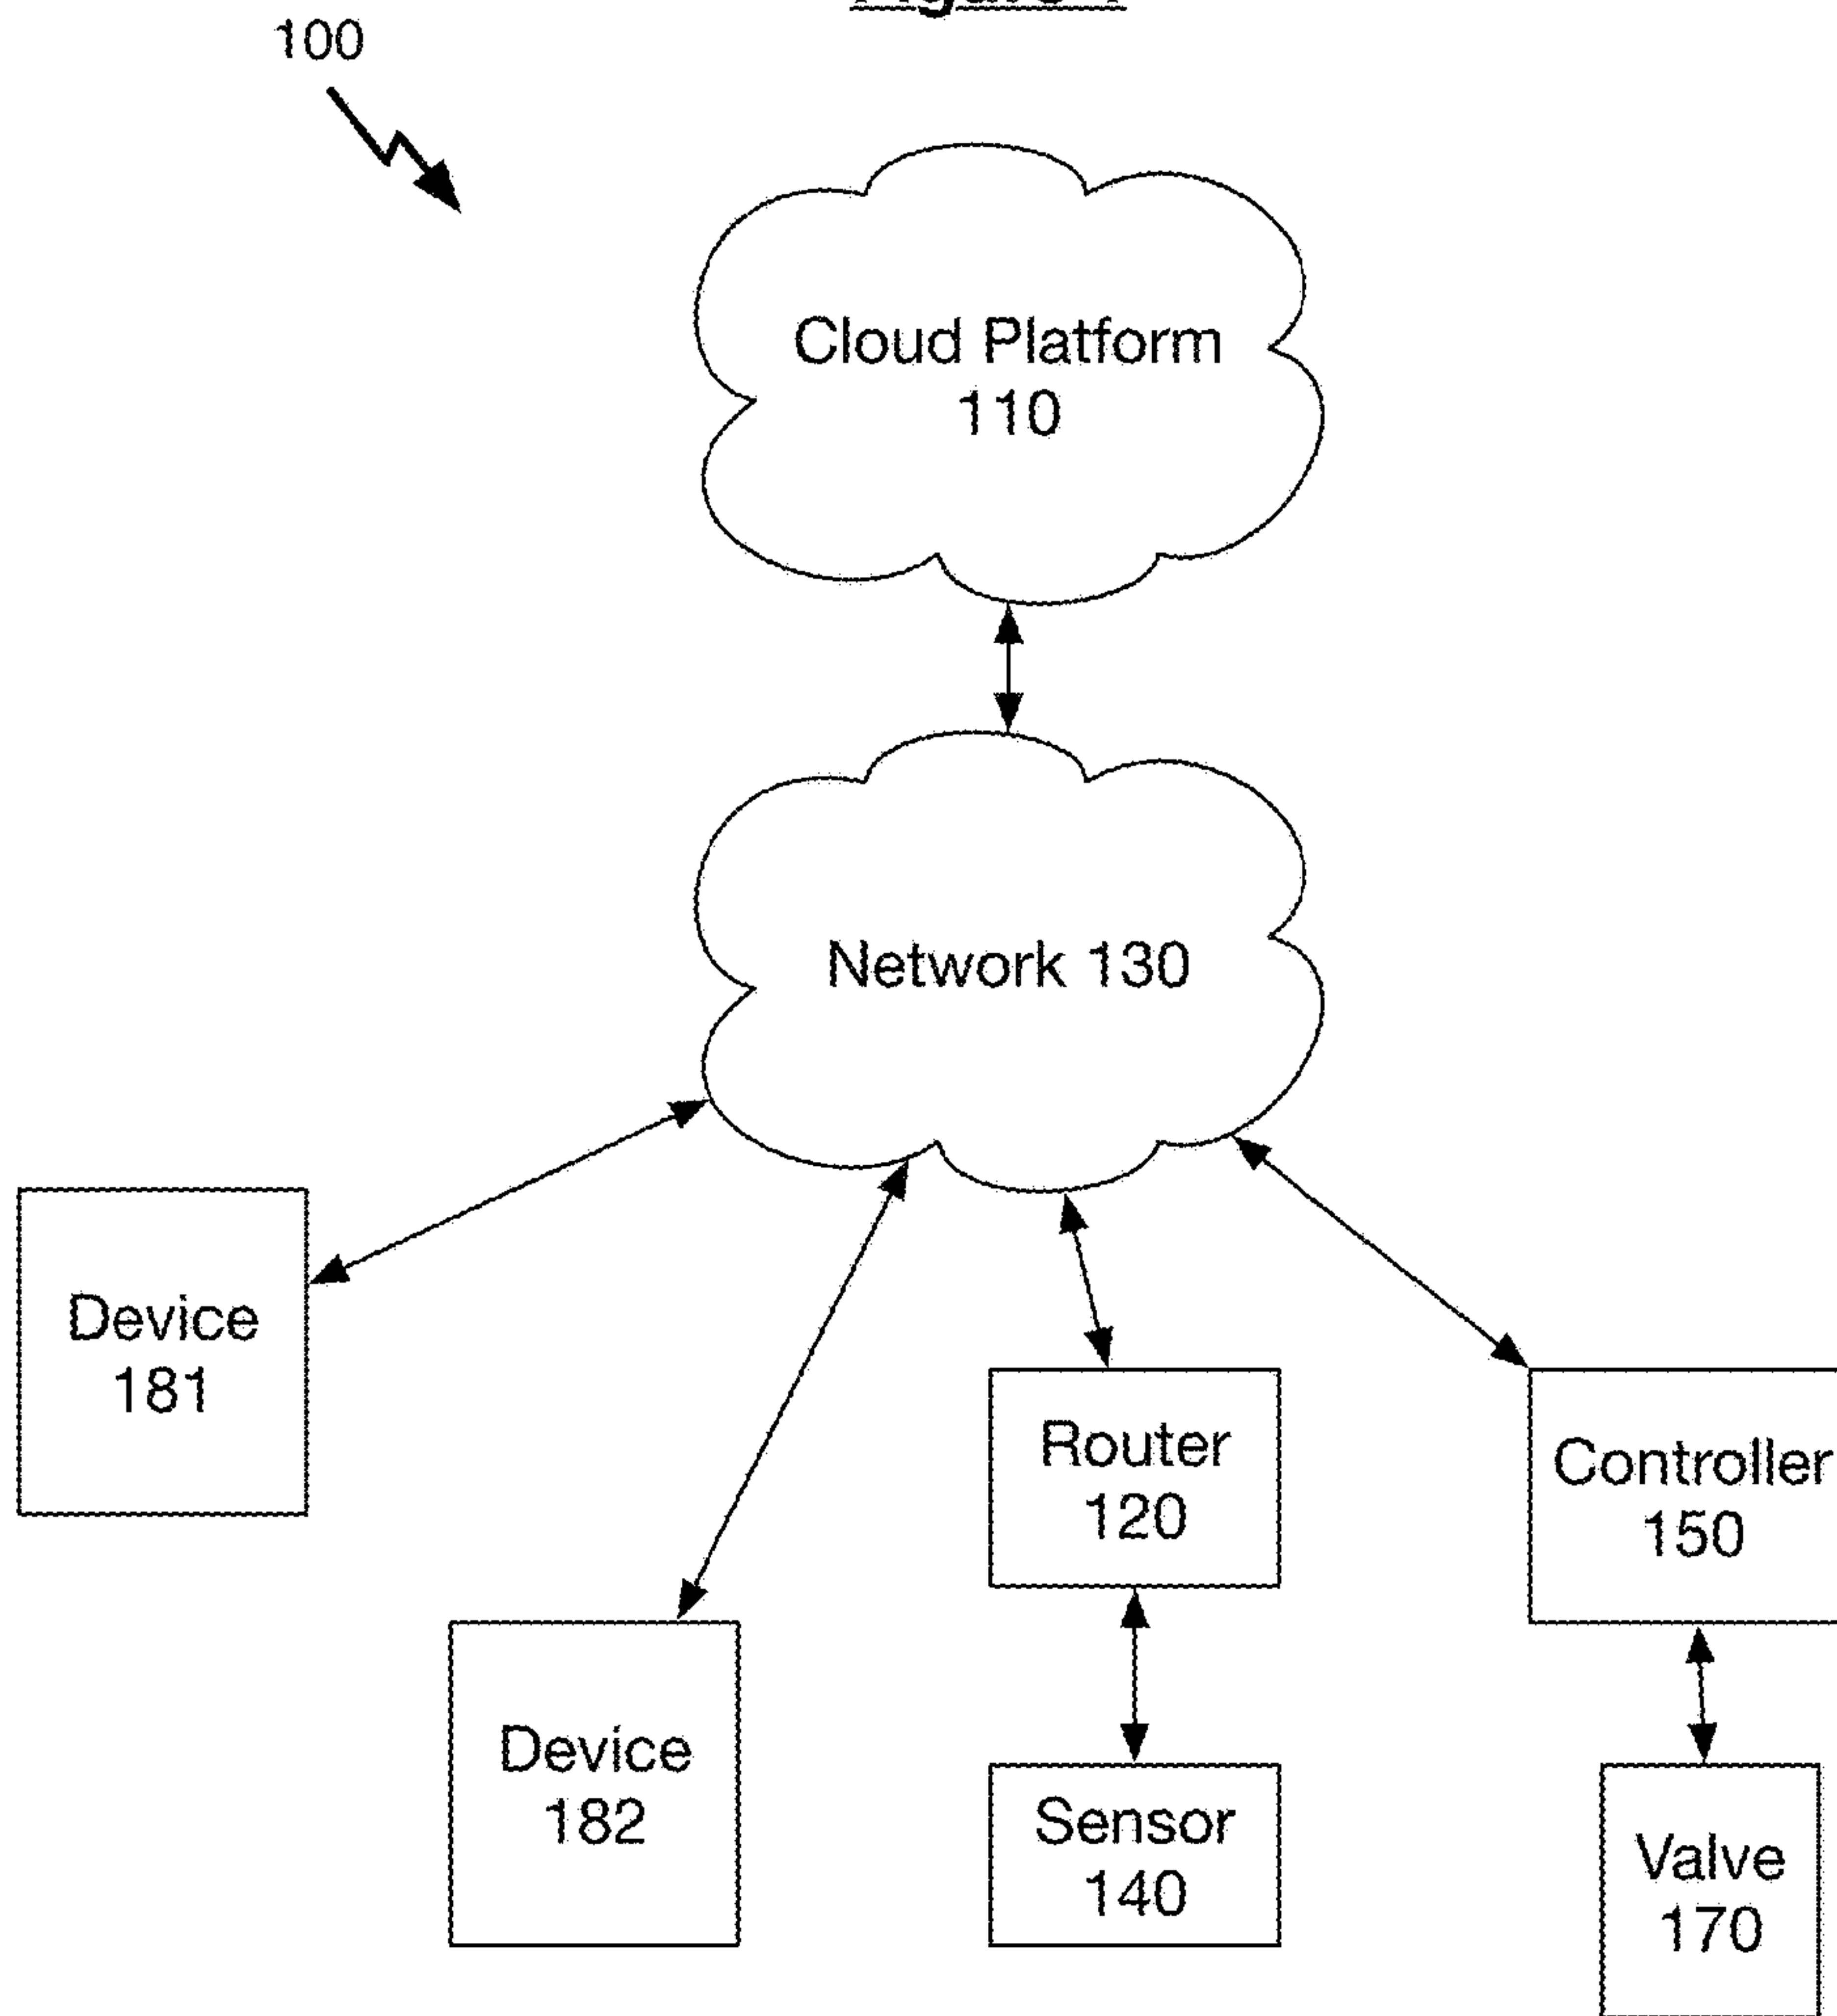 100
Cloud Platform
110
Network 130
Device
181
Router
120
Controller
150
Device
182
Sensor
140
Valve
170